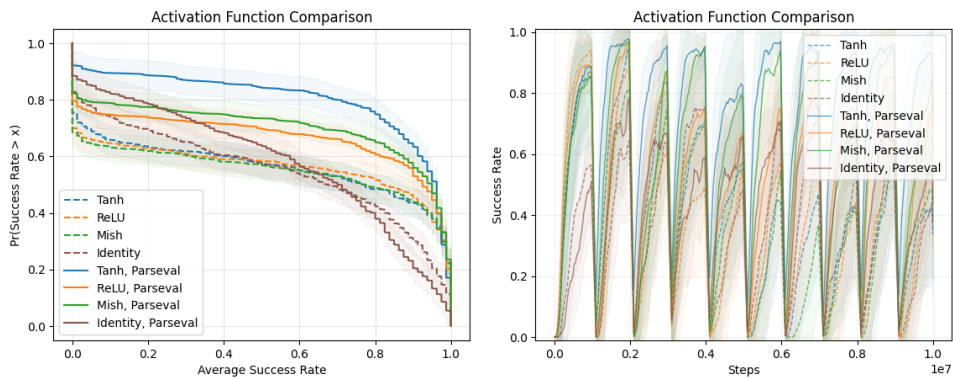 Activation Function Comparison
Pr(Success Rate > x)
1.0
0.8
0.6
0.4
0.2
0.0
Tanh
ReLU
Mish
Identity
Tanh, Parseval
ReLU, Parseval
Mish, Parseval
Identity, Parseval
0.0 0.2 0.4 0.6 0.8 1.0
Average Success Rate
Activation Function Comparison
Success Rate
1.0
0.8
0.6
0.4
0.2
0.0
Tanh
ReLU
Mish
Identity
Tanh, Parseval
ReLU, Parseval
Mish, Parseval
Identity, Parseval
0.0 0.2 0.4 0.6 0.8 1.0
1e7
Steps